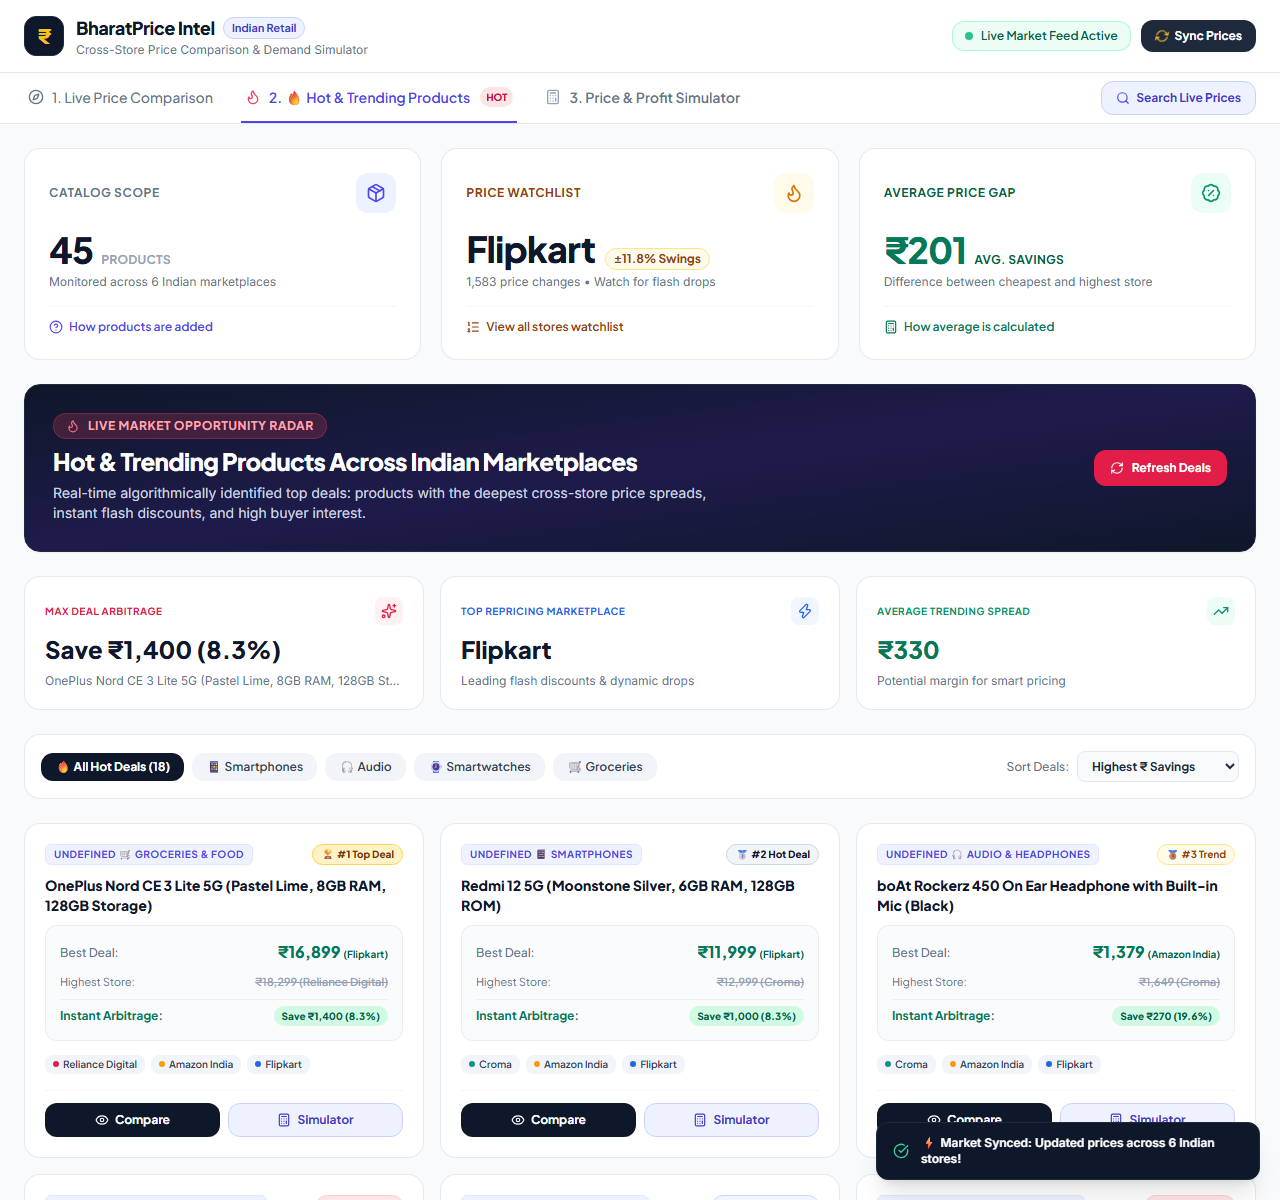 ₹
BharatPrice Intel
Indian Retail
Cross-Store Price Comparison & Demand Simulator
Live Market Feed Active
Sync Prices
1. Live Price Comparison
2. 🔥 Hot & Trending Products HOT
3. Price & Profit Simulator
Search Live Prices
CATALOG SCOPE
45 PRODUCTS
Monitored across 6 Indian marketplaces
How products are added
PRICE WATCHLIST
Flipkart ±11.8% Swings
1,583 price changes • Watch for flash drops
View all stores watchlist
AVERAGE PRICE GAP
₹201 AVG. SAVINGS
Difference between cheapest and highest store
How average is calculated
LIVE MARKET OPPORTUNITY RADAR
Hot & Trending Products Across Indian Marketplaces
Real-time algorithmically identified top deals: products with the deepest cross-store price spreads,
instant flash discounts, and high buyer interest.
Refresh Deals
MAX DEAL ARBITRAGE
Save ₹1,400 (8.3%)
OnePlus Nord CE 3 Lite 5G (Pastel Lime, 8GB RAM, 128GB St...
TOP REPRICING MARKETPLACE
Flipkart
Leading flash discounts & dynamic drops
AVERAGE TRENDING SPREAD
₹330
Potential margin for smart pricing
🔥 All Hot Deals (18)
📱 Smartphones
🎧 Audio
⌚ Smartwatches
🛒 Groceries
Sort Deals:
Highest ₹ Savings
UNDEFINED 🛒 GROCERIES & FOOD
🏆 #1 Top Deal
OnePlus Nord CE 3 Lite 5G (Pastel Lime, 8GB RAM,
128GB Storage)
Best Deal: ₹16,899 (Flipkart)
Highest Store: ₹18,299 (Reliance Digital)
Instant Arbitrage: Save ₹1,400 (8.3%)
Reliance Digital
Amazon India
Flipkart
Compare
Simulator
UNDEFINED 📱 SMARTPHONES
🥈 #2 Hot Deal
Redmi 12 5G (Moonstone Silver, 6GB RAM, 128GB
ROM)
Best Deal: ₹11,999 (Flipkart)
Highest Store: ₹12,999 (Croma)
Instant Arbitrage: Save ₹1,000 (8.3%)
Croma
Amazon India
Flipkart
Compare
Simulator
UNDEFINED 🎧 AUDIO & HEADPHONES
🥉 #3 Trend
boAt Rockerz 450 On Ear Headphone with Built-in
Mic (Black)
Best Deal: ₹1,379 (Amazon India)
Highest Store: ₹1,649 (Croma)
Instant Arbitrage: Save ₹270 (19.6%)
Croma
Amazon India
Flipkart
Compare
Simulator
⚡ Market Synced: Updated prices across 6 Indian
stores!